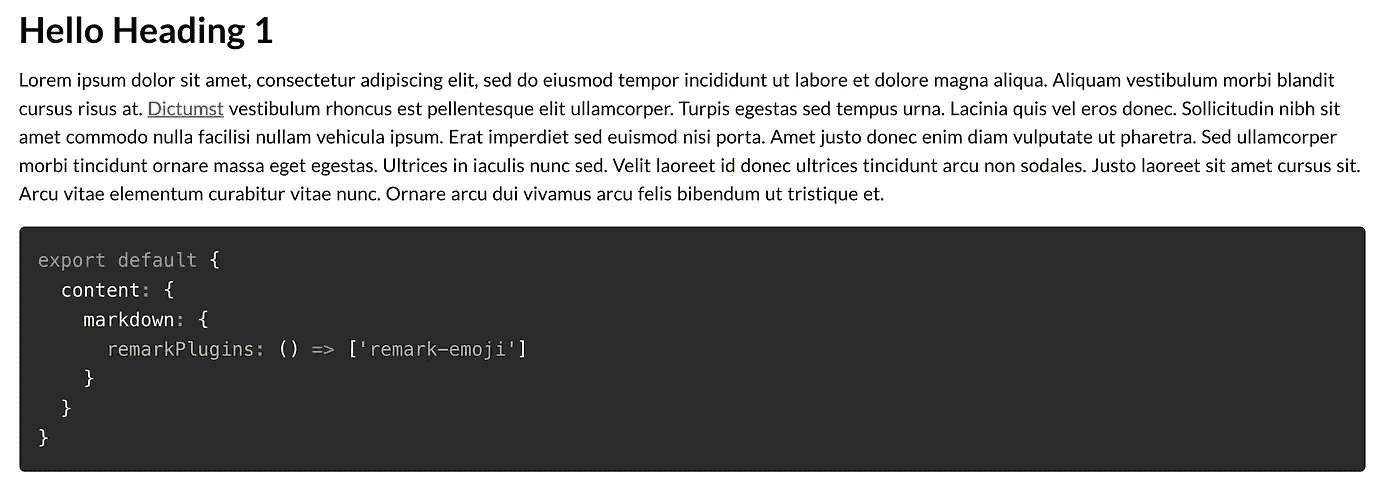 Hello Heading 1
Lorem ipsum dolor sit amet, consectetur adipiscing elit, sed do eiusmod tempor incididunt ut labore et dolore magna aliqua. Aliquam vestibulum morbi blandit
cursus risus at. Dictumst vestibulum rhoncus est pellentesque elit ullamcorper. Turpis egestas sed tempus urna. Lacinia quis vel eros donec. Sollicitudin nibh sit
amet commodo nulla facilisi nullam vehicula ipsum. Erat imperdiet sed euismod nisi porta. Amet justo donec enim diam vulputate ut pharetra. Sed ullamcorper
morbi tincidunt ornare massa eget egestas. Ultrices in iaculis nunc sed. Velit laoreet id donec ultrices tincidunt arcu non sodales. Justo laoreet sit amet cursus sit.
Arcu vitae elementum curabitur vitae nunc. Ornare arcu dui vivamus arcu felis bibendum ut tristique et.
export default {
  content: {
    markdown: {
      remarkPlugins: () => ['remark-emoji']
    }
  }
}